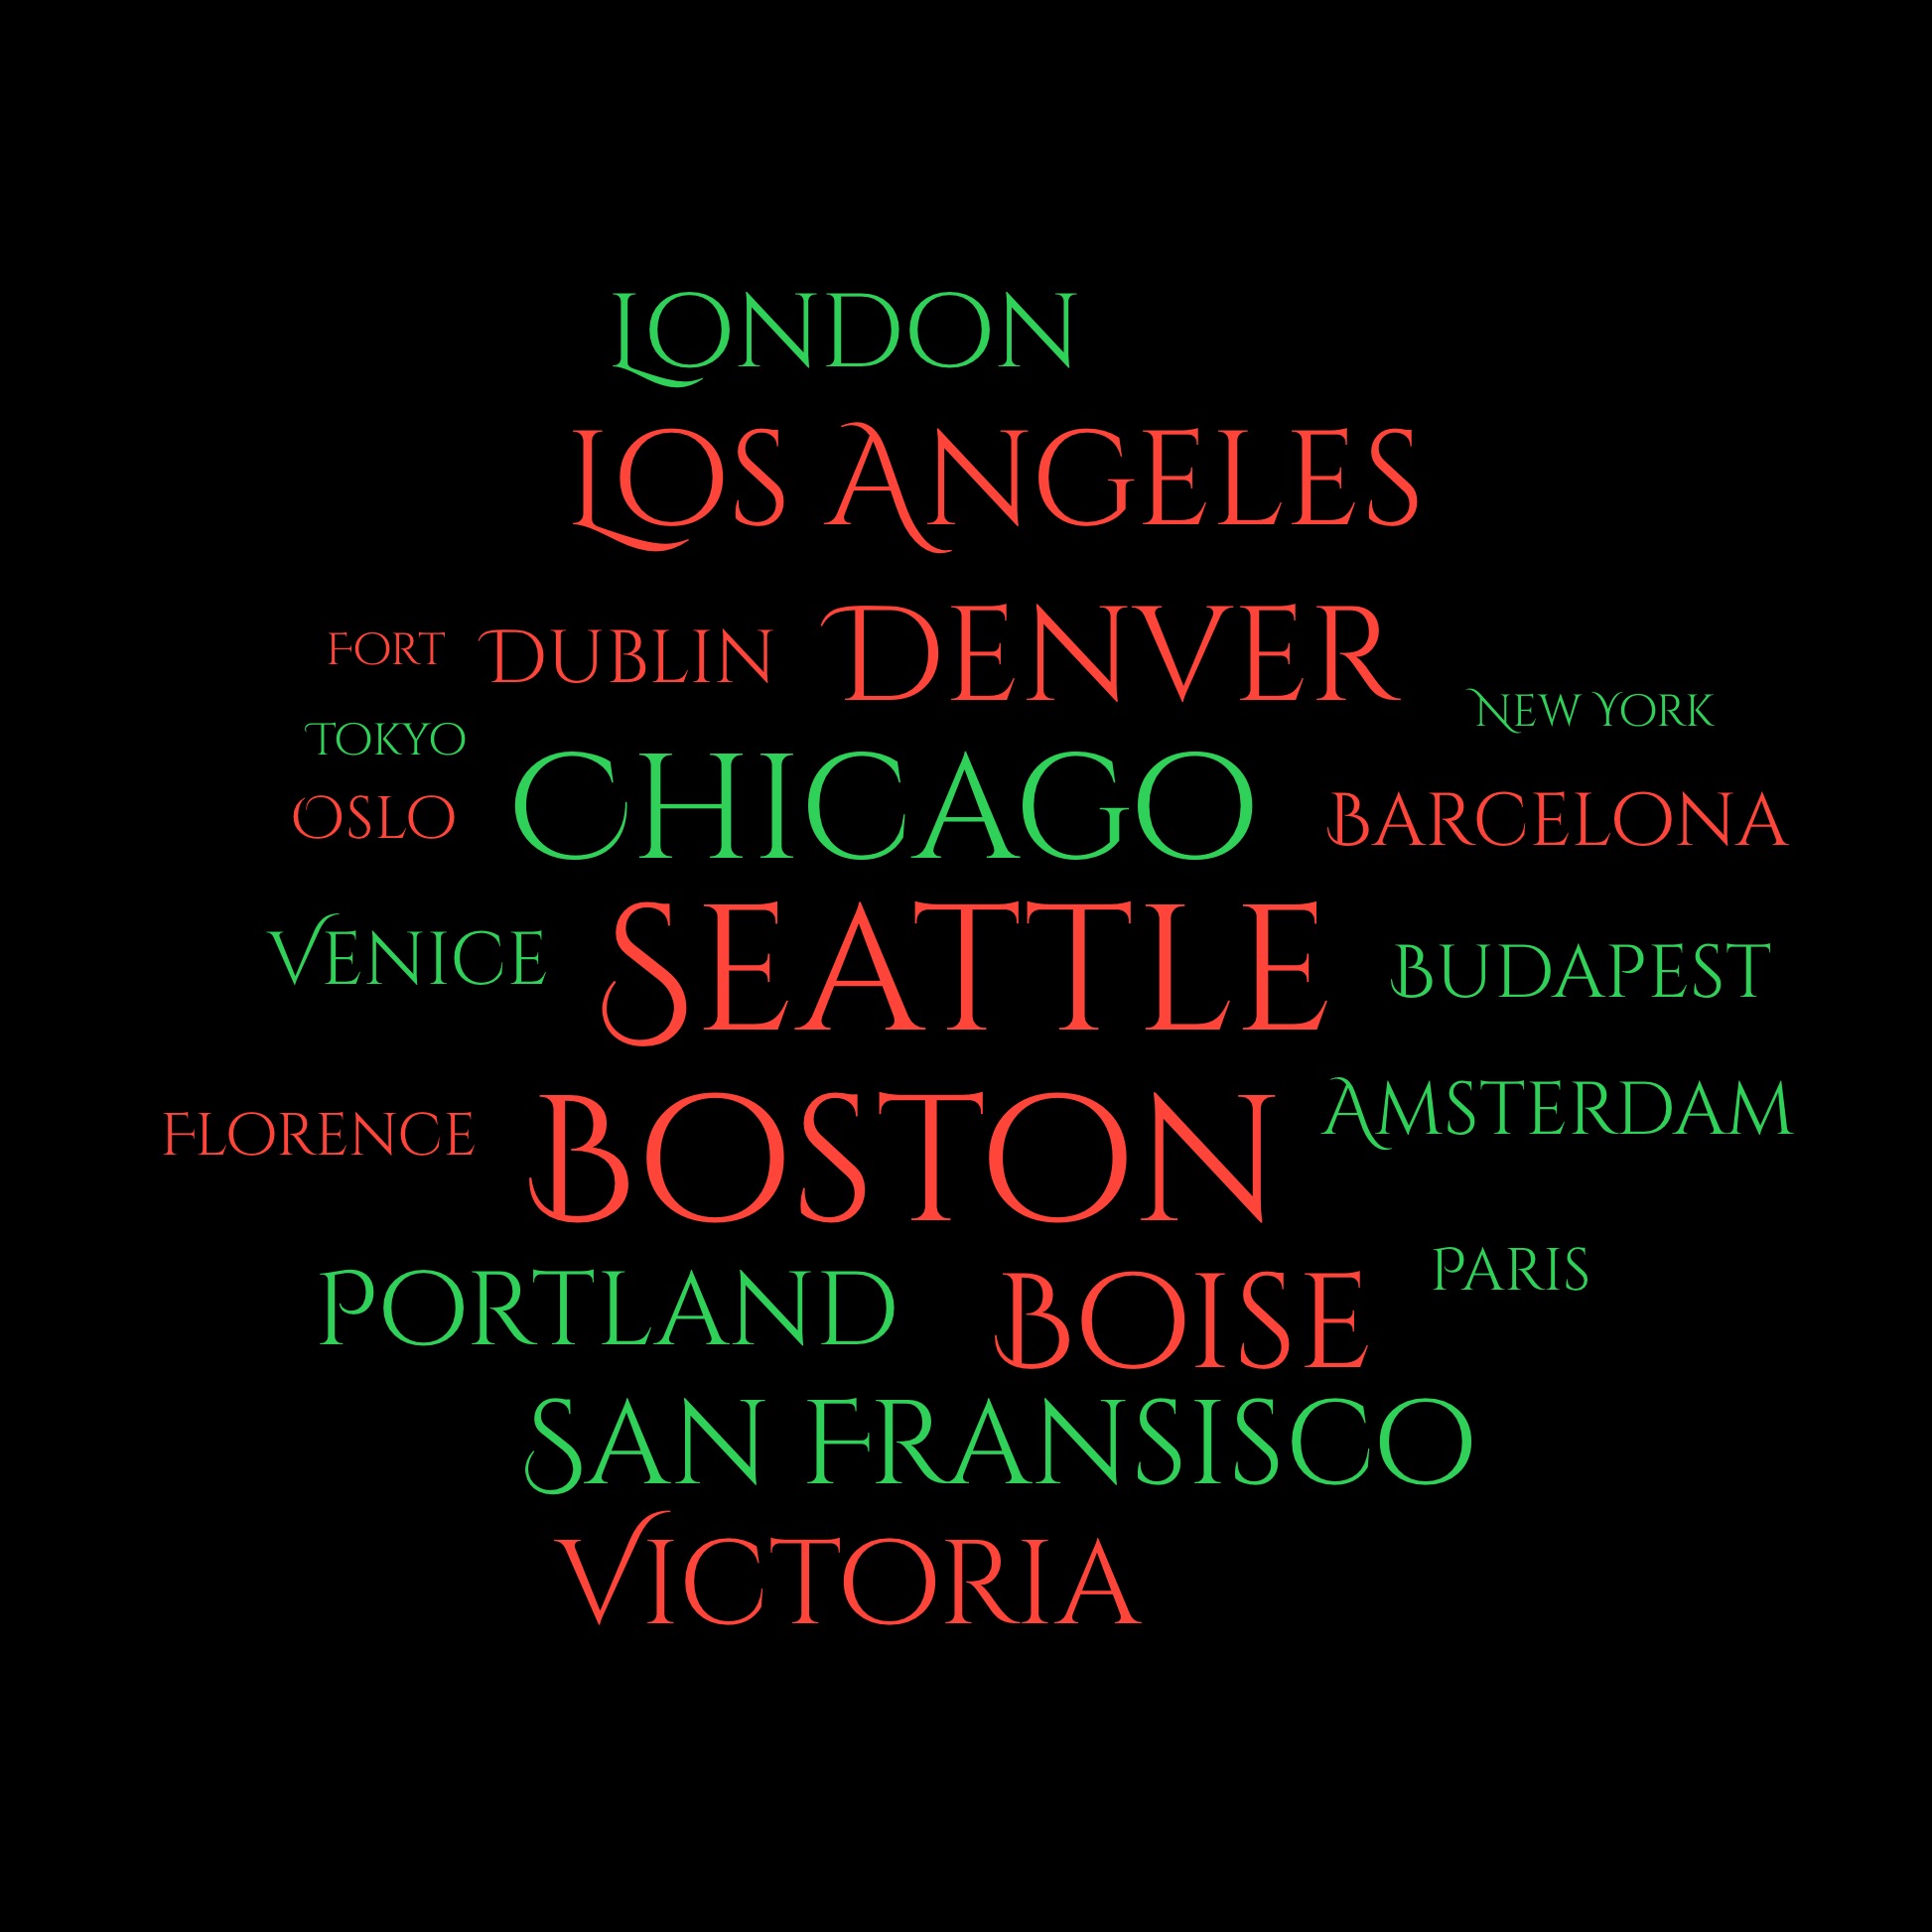 London
Los Angeles
Fort Dublin Denver
New York
Tokyo
Oslo Chicago Barcelona
Venice Seattle Budapest
Florence Boston Amsterdam
Portland Boise Paris
San Fransisco
Victoria